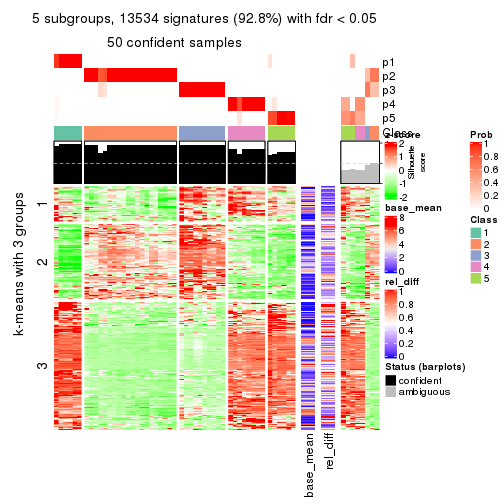 5 subgroups, 13534 signatures (92.8%) with fdr < 0.05
50 confident samples
p1
p2
p3
p4
p5
Class
z-score
2
1
0
-1
-2
Silhouette
score
Prob
1
0.8
0.6
0.4
0.2
0
base_mean
8
6
4
2
0
Class
1
2
3
4
5
rel_diff
1
0.8
0.6
0.4
0.2
0
Status (barplots)
confident
ambiguous
k-means with 3 groups
1
2
3
base_mean
rel_diff